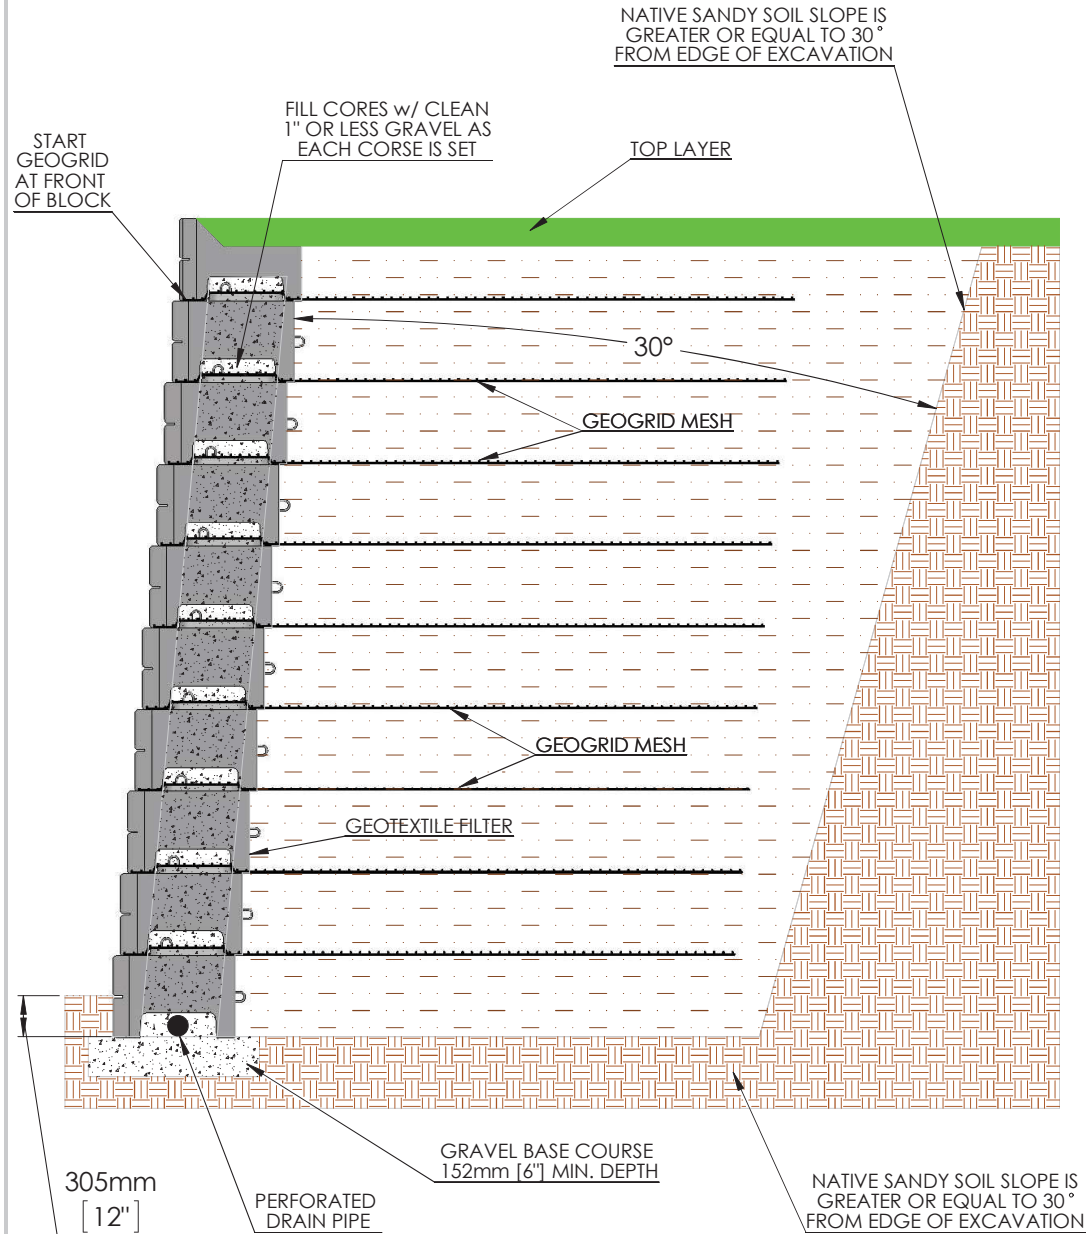 NATIVE SANDY SOIL SLOPE IS
GREATER OR EQUAL TO 30°
FROM EDGE OF EXCAVATION
FILL CORES w/ CLEAN
1" OR LESS GRAVEL AS
EACH CORSE IS SET
START
GEOGRID
AT FRONT
OF BLOCK
TOP LAYER
30°
GEOGRID MESH
GEOGRID MESH
GEOTEXTILE FILTER
GRAVEL BASE COURSE
152mm [6"] MIN. DEPTH
305mm
[12"]
PERFORATED
DRAIN PIPE
NATIVE SANDY SOIL SLOPE IS
GREATER OR EQUAL TO 30°
FROM EDGE OF EXCAVATION